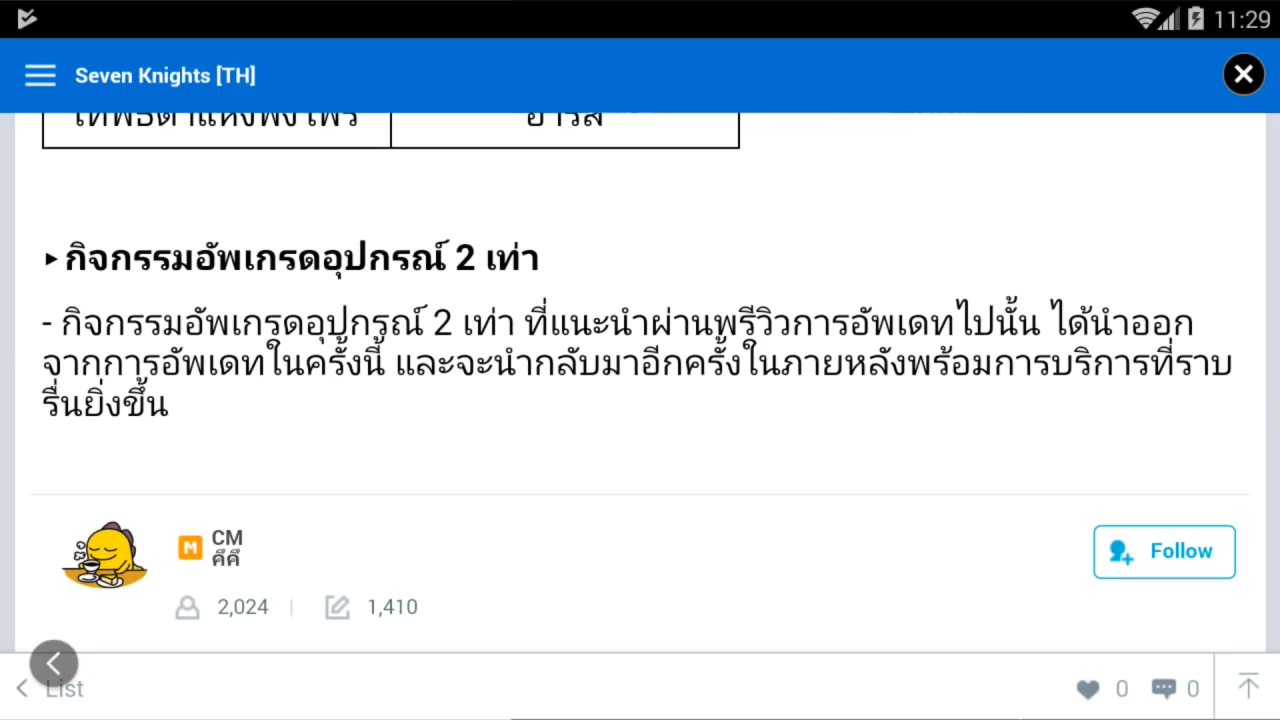 11:29
Seven Knights [TH]
▸ กิจกรรมอัพเกรดอุปกรณ์ 2 เท่า
- กิจกรรมอัพเกรดอุปกรณ์ 2 เท่า ที่แนะนำผ่านพรีวิวการอัพเดทไปนั้น ได้นำออก
จากการอัพเดทในครั้งนี้ และจะนำกลับมาอีกครั้งในภายหลังพร้อมการบริการที่ราบ
รื่นยิ่งขึ้น
M CM
คึคึ
Follow
2,024 | 1,410
List
0 0